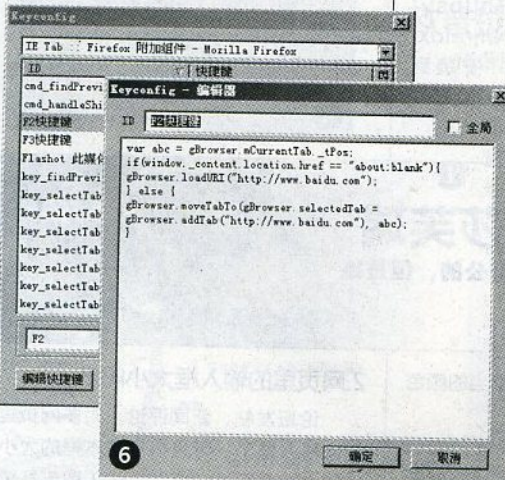 Keyconfig
IE Tab :: Firefox 附加组件 - Mozilla Firefox
ID
快捷键
cmd_findPrevi
cmd_handleShi
F2快捷键
F3快捷键
Flashot 此媒体
key_findPrevi
key_selectTab
key_selectTab
key_selectTab
key_selectTab
key_selectTab
key_selectTab
F2
编辑快捷键
Keyconfig - 编辑器
ID F2快捷键
全局
var abc = gBrowser.mCurrentTab._tPos;
if(window._content.location.href == "about:blank"){
gBrowser.loadURI("http://www.baidu.com");
} else {
gBrowser.moveTabTo(gBrowser.selectedTab =
gBrowser.addTab("http://www.baidu.com"), abc);
}
6
确定
取消